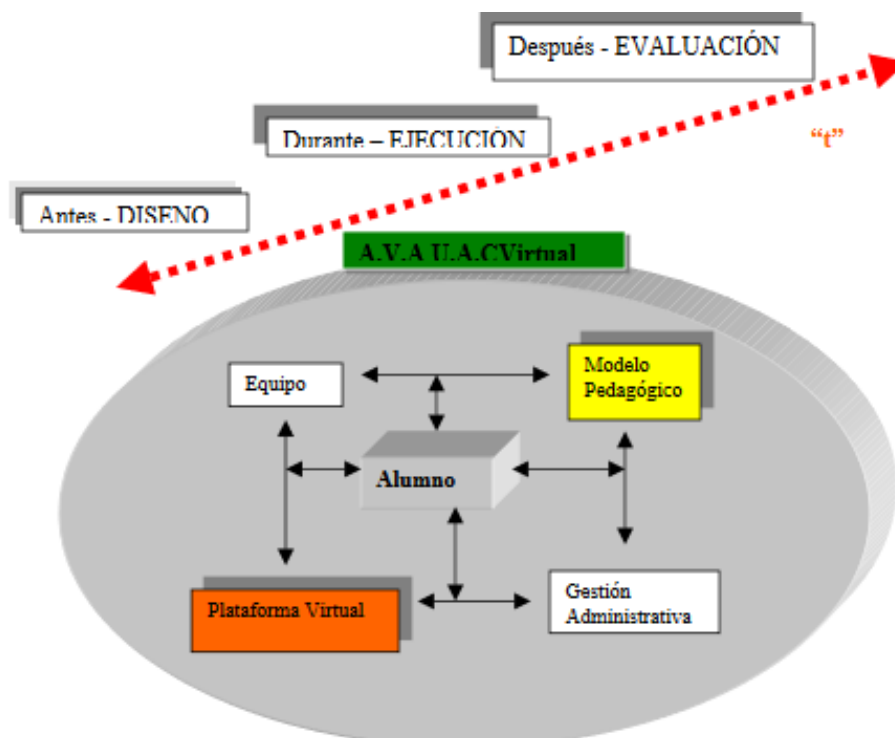 Después - EVALUACIÓN
Durante – EJECUCIÓN
“t”
Antes - DISENO
A.V.A U.A.CVirtual
Equipo
Modelo
Pedagógico
Alumno
Plataforma Virtual
Gestión
Administrativa